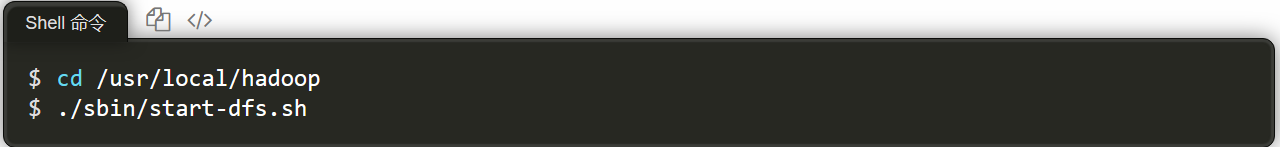 Shell 命令
$ cd /usr/local/hadoop
$ ./sbin/start-dfs.sh